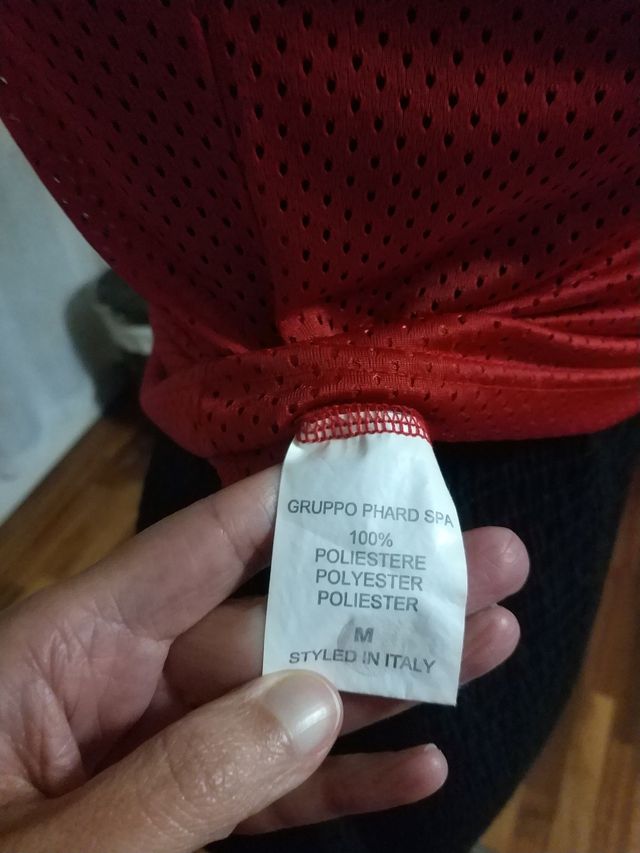 GRUPPO PHARD SPA
100%
POLIESTERE
POLYESTER
POLIESTER
M
STYLED IN ITALY